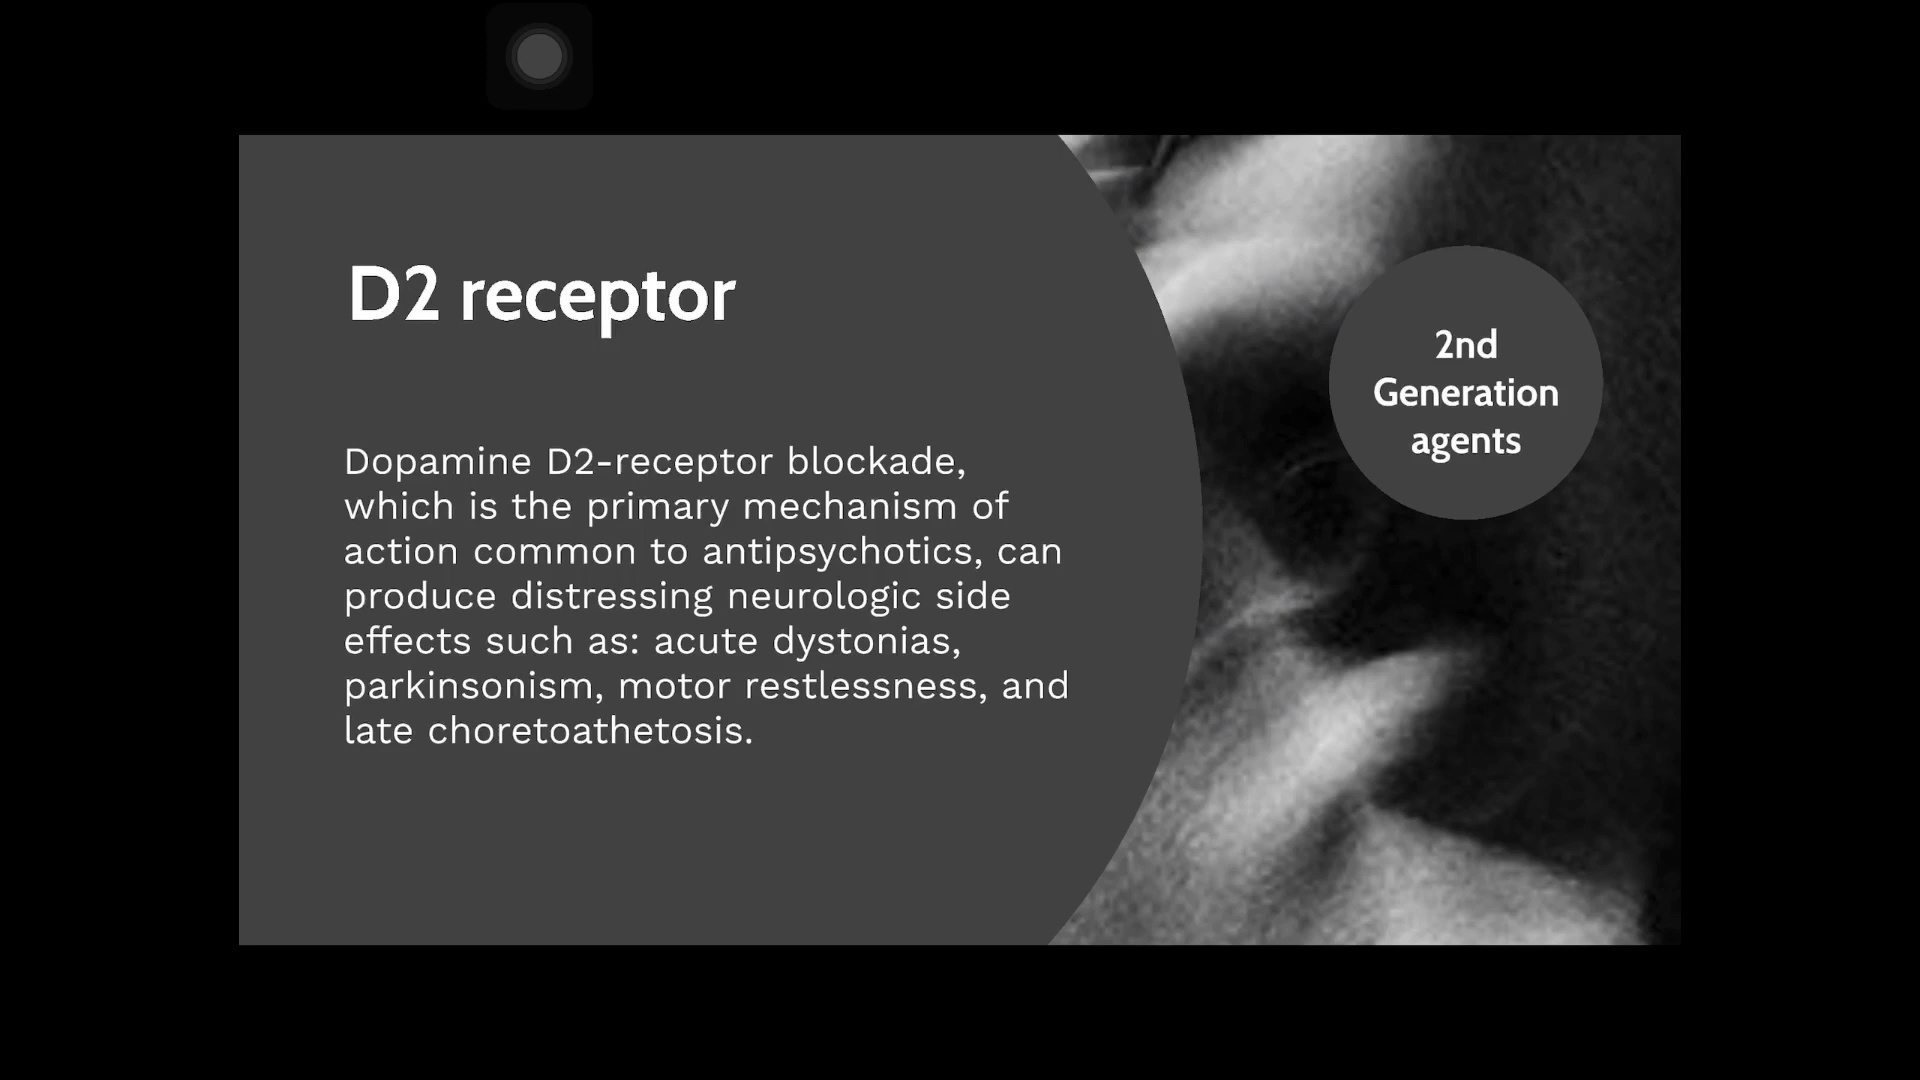 D2 receptor
Dopamine D2-receptor blockade,
which is the primary mechanism of
action common to antipsychotics, can
produce distressing neurologic side
effects such as: acute dystonias,
parkinsonism, motor restlessness, and
late choretoathetosis.
2nd
Generation
agents